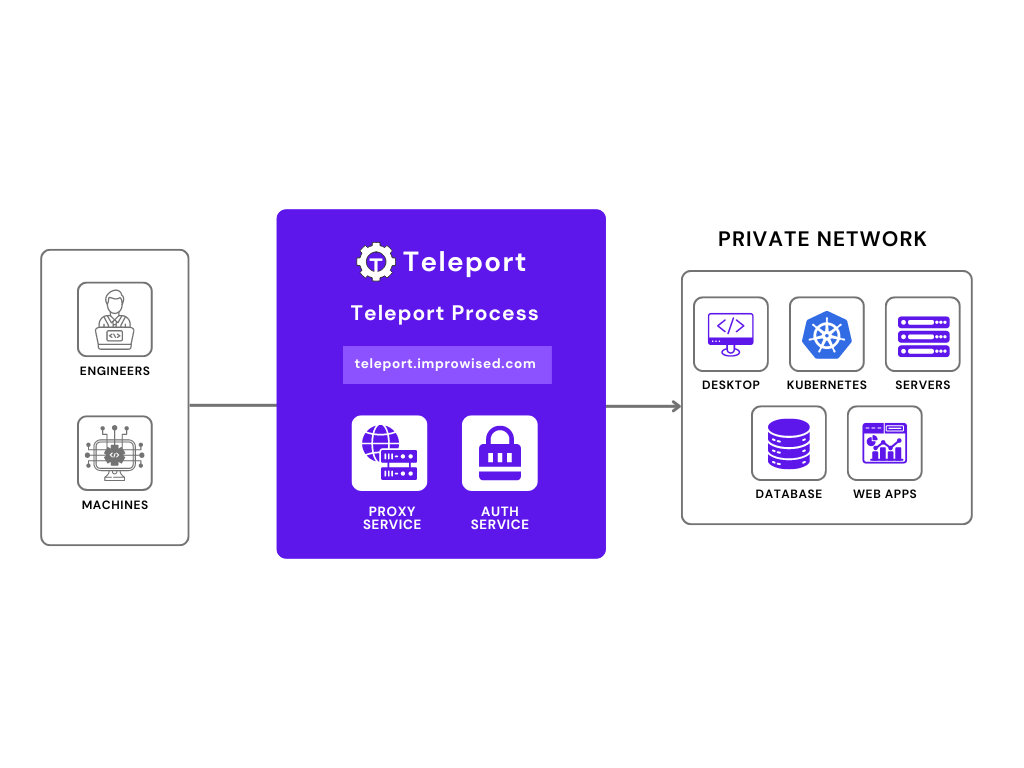 ENGINEERS
MACHINES
Teleport
Teleport Process
teleport.improwised.com
PROXY
SERVICE
AUTH
SERVICE
PRIVATE NETWORK
DESKTOP
KUBERNETES
SERVERS
DATABASE
WEB APPS